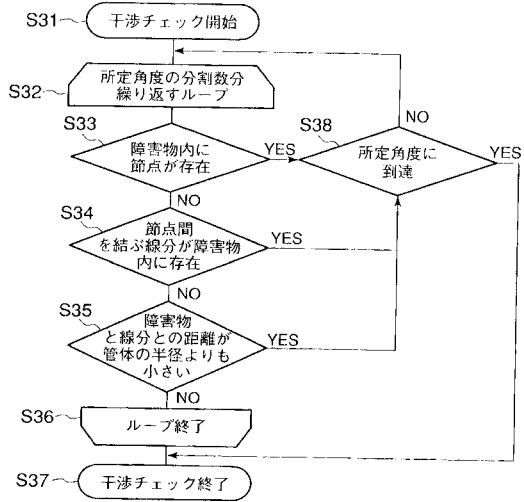 S31
干渉チェック開始
S32
所定角度の分割数分
繰り返すループ
NO
S33
障害物内に
節点が存在
YES
S38
所定角度に
到達
YES
NO
S34
節点間
を結ぶ線分が障害物
内に存在
YES
NO
S35
障害物
と線分との距離が
管体の半径よりも
小さい
YES
NO
S36
ループ終了
S37
干渉チェック終了